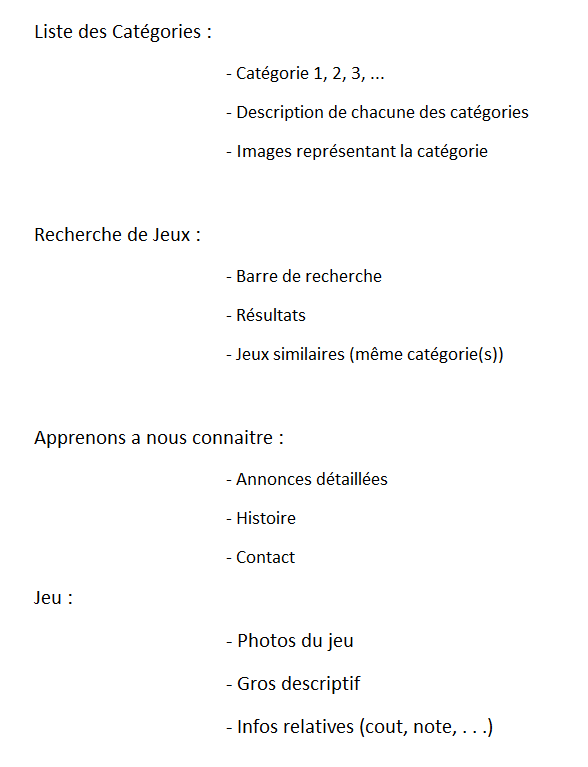 Liste des Catégories :
- Catégorie 1, 2, 3, ...
- Description de chacune des catégories
- Images représentant la catégorie
Recherche de Jeux :
- Barre de recherche
- Résultats
- Jeux similaires (même catégorie(s))
Apprenons a nous connaitre :
- Annonces détaillées
- Histoire
- Contact
Jeu :
- Photos du jeu
- Gros descriptif
- Infos relatives (cout, note, . . .)